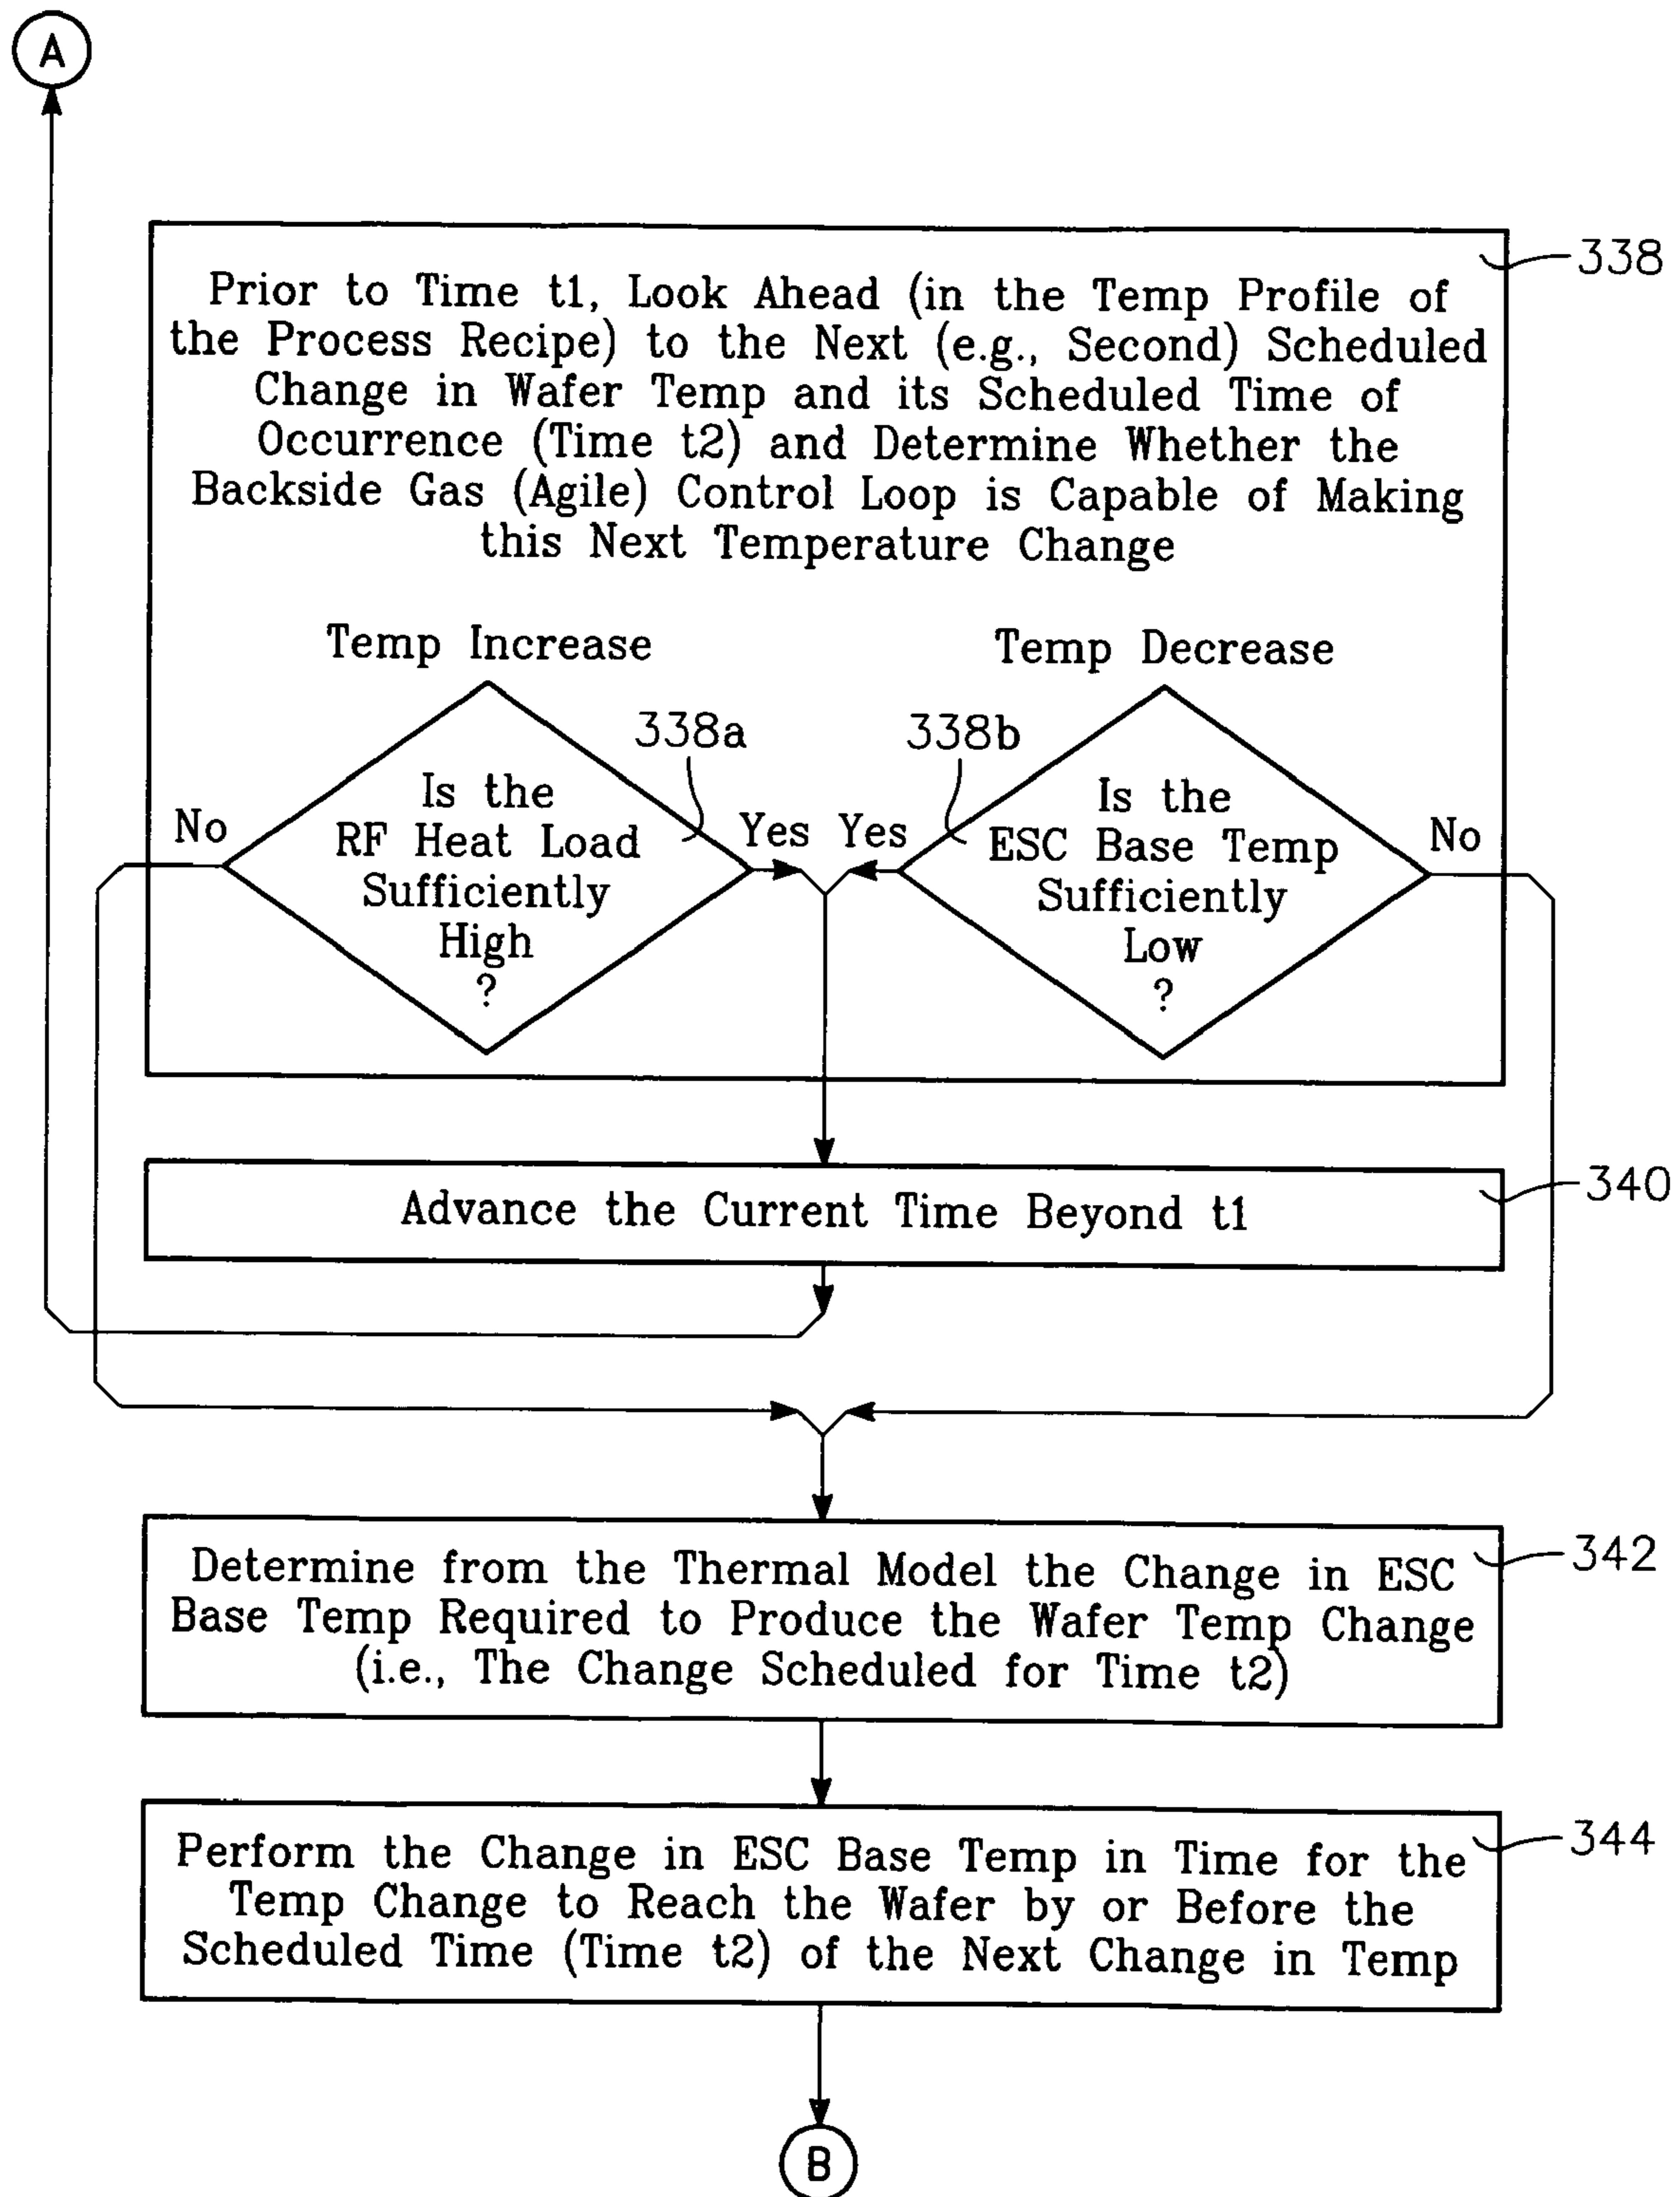 A
338
Prior to Time t1, Look Ahead (in the Temp Profile of
the Process Recipe) to the Next (e.g., Second) Scheduled
Change in Wafer Temp and its Scheduled Time of
Occurrence (Time t2) and Determine Whether the
Backside Gas (Agile) Control Loop is Capable of Making
this Next Temperature Change
Temp Increase
338a
No
Is the
RF Heat Load
Sufficiently
High
?
Yes
Temp Decrease
338b
Yes
Is the
ESC Base Temp
Sufficiently
Low
?
No
340
Advance the Current Time Beyond t1
342
Determine from the Thermal Model the Change in ESC
Base Temp Required to Produce the Wafer Temp Change
(i.e., The Change Scheduled for Time t2)
344
Perform the Change in ESC Base Temp in Time for the
Temp Change to Reach the Wafer by or Before the
Scheduled Time (Time t2) of the Next Change in Temp
B